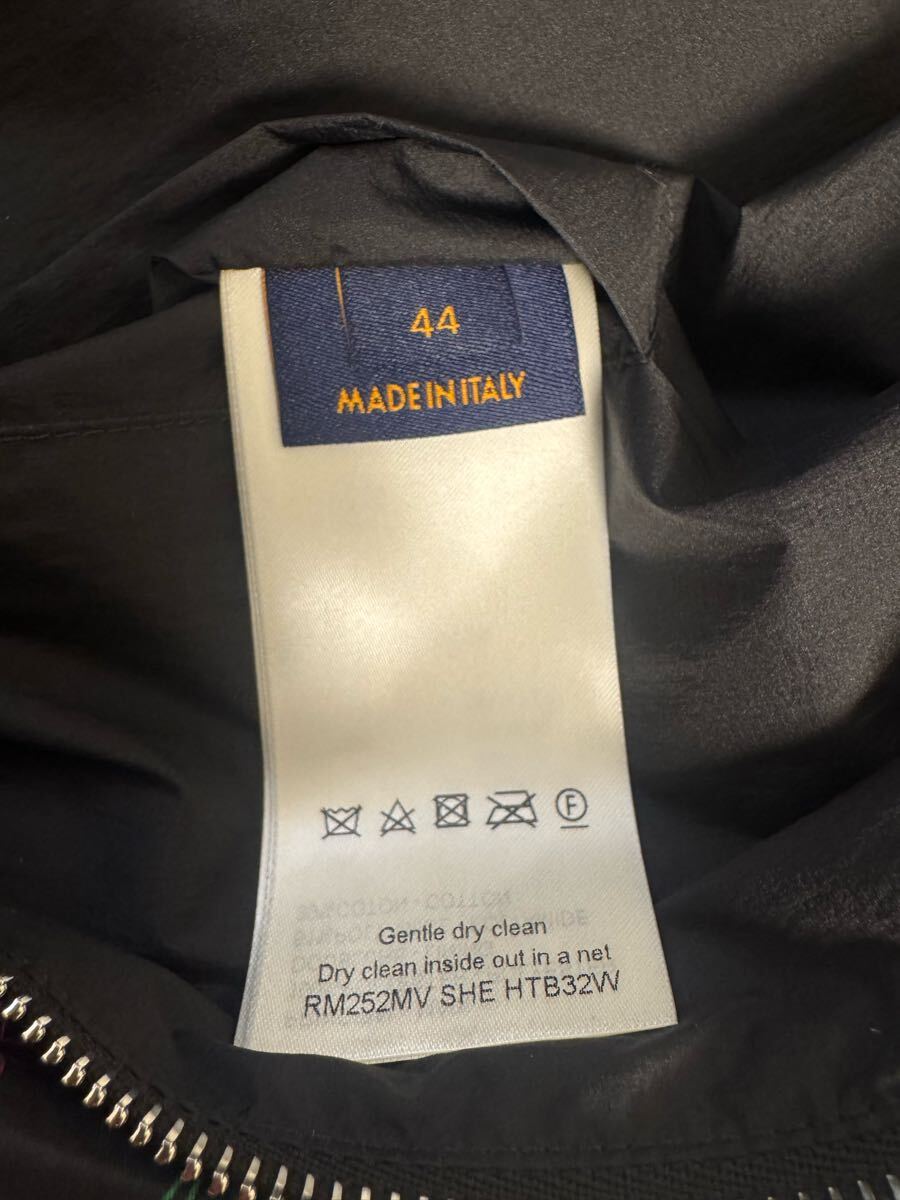 44
MADE IN ITALY
F
Gentle dry clean
Dry clean inside out in a net
RM252MV SHE HTB32W